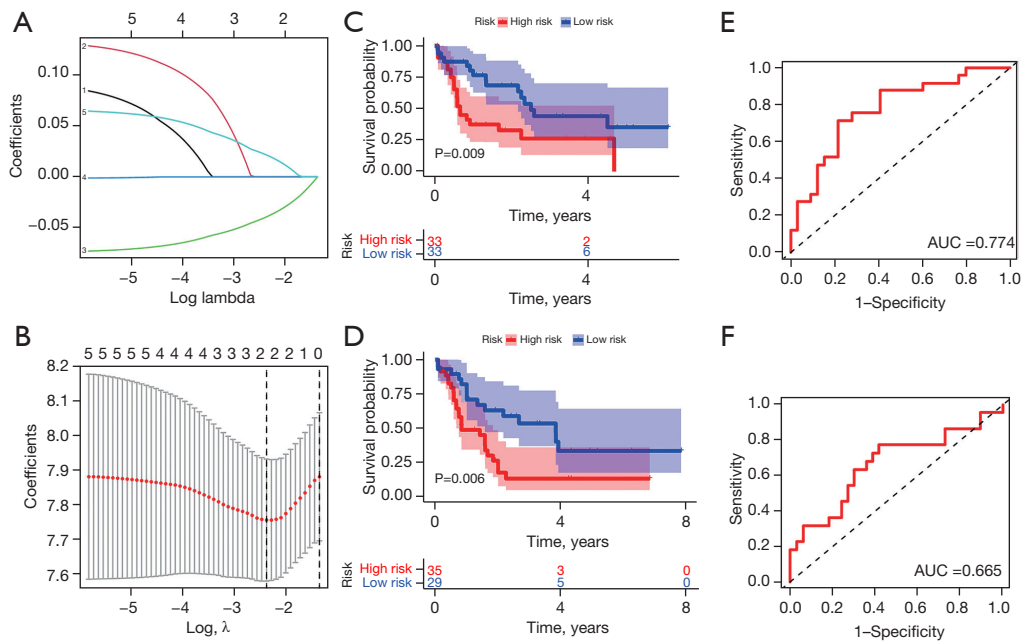 A
5 4 3 2
0.10
0.05
0.00
−0.05
Coefficients
2
1
5
4
3
−5 −4 −3 −2
Log lambda
B
5 5 5 5 5 4 4 4 4 3 3 2 2 2 1 0
8.2
8.1
8.0
7.9
7.8
7.7
7.6
Coefficients
−5 −4 −3 −2
Log, λ
C
Risk High risk Low risk
1.00
0.75
0.50
0.25
0.00
Survival probability
P=0.009
0 4
Time, years
Risk
High risk 33 2
Low risk 33 6
0 4
Time, years
D
Risk High risk Low risk
1.00
0.75
0.50
0.25
0.00
Survival probability
P=0.006
0 4 8
Time, years
Risk
High risk 35 3 0
Low risk 29 5 0
0 4 8
Time, years
E
1.0
0.8
0.6
0.4
0.2
0.0
Sensitivity
AUC =0.774
0.0 0.2 0.4 0.6 0.8 1.0
1–Specificity
F
1.0
0.8
0.6
0.4
0.2
0.0
Sensitivity
AUC =0.665
0.0 0.2 0.4 0.6 0.8 1.0
1–Specificity